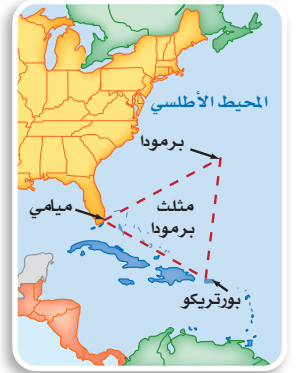 المحيط الأطلسي
برمودا
ميامي
مثلث
برمودا
بورتريكو